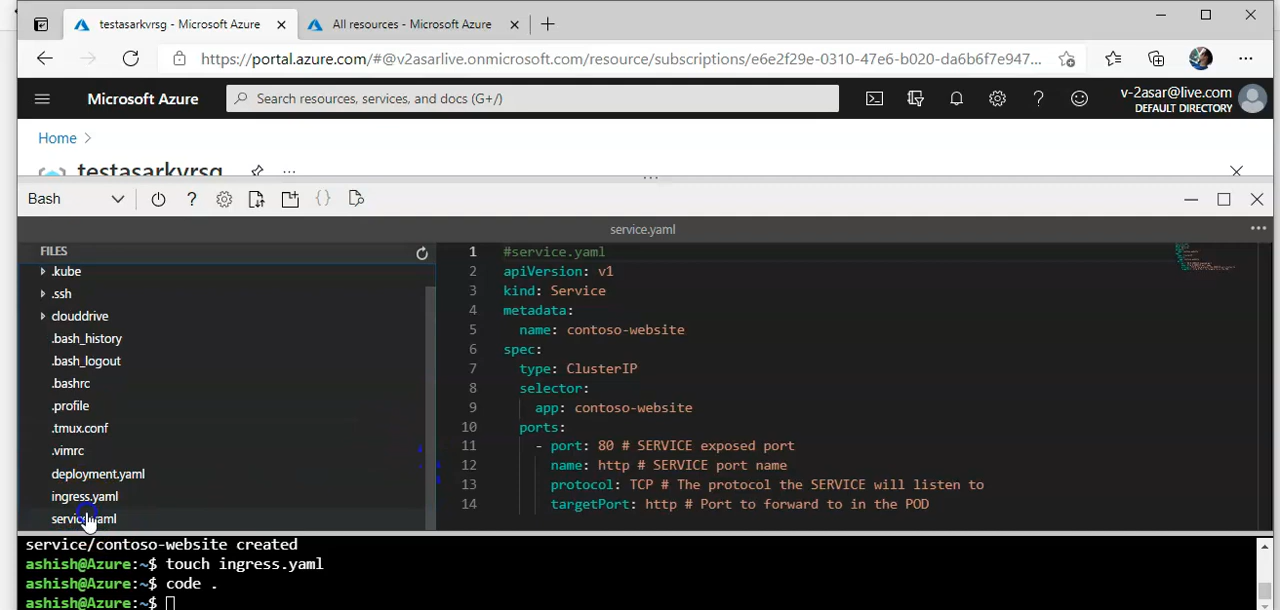 testasarkvrsg - Microsoft Azure
All resources - Microsoft Azure
https://portal.azure.com/#@v2asarlive.onmicrosoft.com/resource/subscriptions/e6e2f29e-0310-47e6-b020-da6b6f7e947...
Microsoft Azure
Search resources, services, and docs (G+/)
v-2asar@live.com
DEFAULT DIRECTORY
Home >
testasarkvrsg ...
Bash
service.yaml
FILES
.kube
.ssh
clouddrive
.bash_history
.bash_logout
.bashrc
.profile
.tmux.conf
.vimrc
deployment.yaml
ingress.yaml
service.yaml
1 #service.yaml
2 apiVersion: v1
3 kind: Service
4 metadata:
5 name: contoso-website
6 spec:
7 type: ClusterIP
8 selector:
9 app: contoso-website
10 ports:
11 - port: 80 # SERVICE exposed port
12 name: http # SERVICE port name
13 protocol: TCP # The protocol the SERVICE will listen to
14 targetPort: http # Port to forward to in the POD
service/contoso-website created
ashish@Azure:~$ touch ingress.yaml
ashish@Azure:~$ code .
ashish@Azure:~$